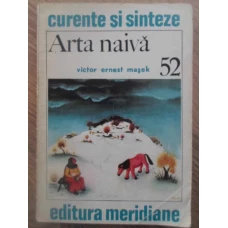 curente și sinteze
Arta naivă
victor ernest mașek
52
editura meridiane